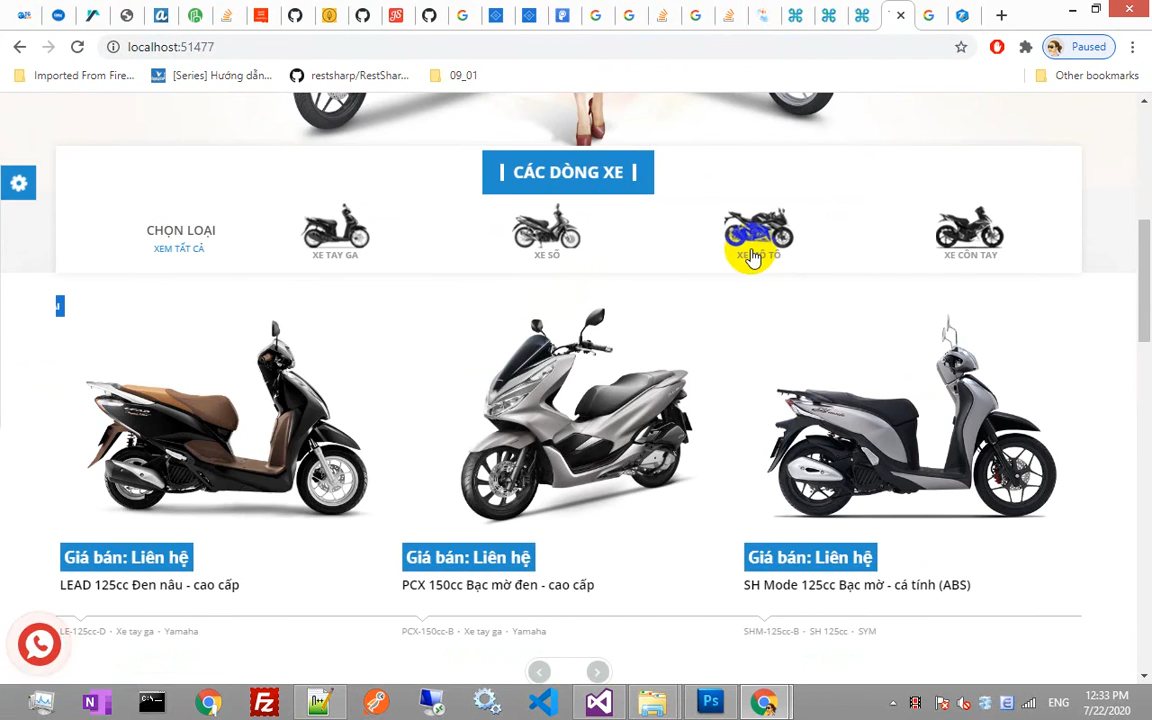 localhost:51477
Paused
Imported From Fire...
[Series] Hướng dẫn...
restsharp/RestShar...
09_01
Other bookmarks
CÁC DÒNG XE
CHỌN LOẠI
XEM TẤT CẢ
XE TAY GA
XE SỐ
XE MÔ TÔ
XE CÔN TAY
Giá bán: Liên hệ
Giá bán: Liên hệ
Giá bán: Liên hệ
LEAD 125cc Đen nâu - cao cấp
PCX 150cc Bạc mờ đen - cao cấp
SH Mode 125cc Bạc mờ - cá tính (ABS)
LE-125cc-D • Xe tay ga • Yamaha
PCX-150cc-B • Xe tay ga • Yamaha
SHM-125cc-B • SH 125cc • SYM
ENG
12:33 PM
7/22/2020